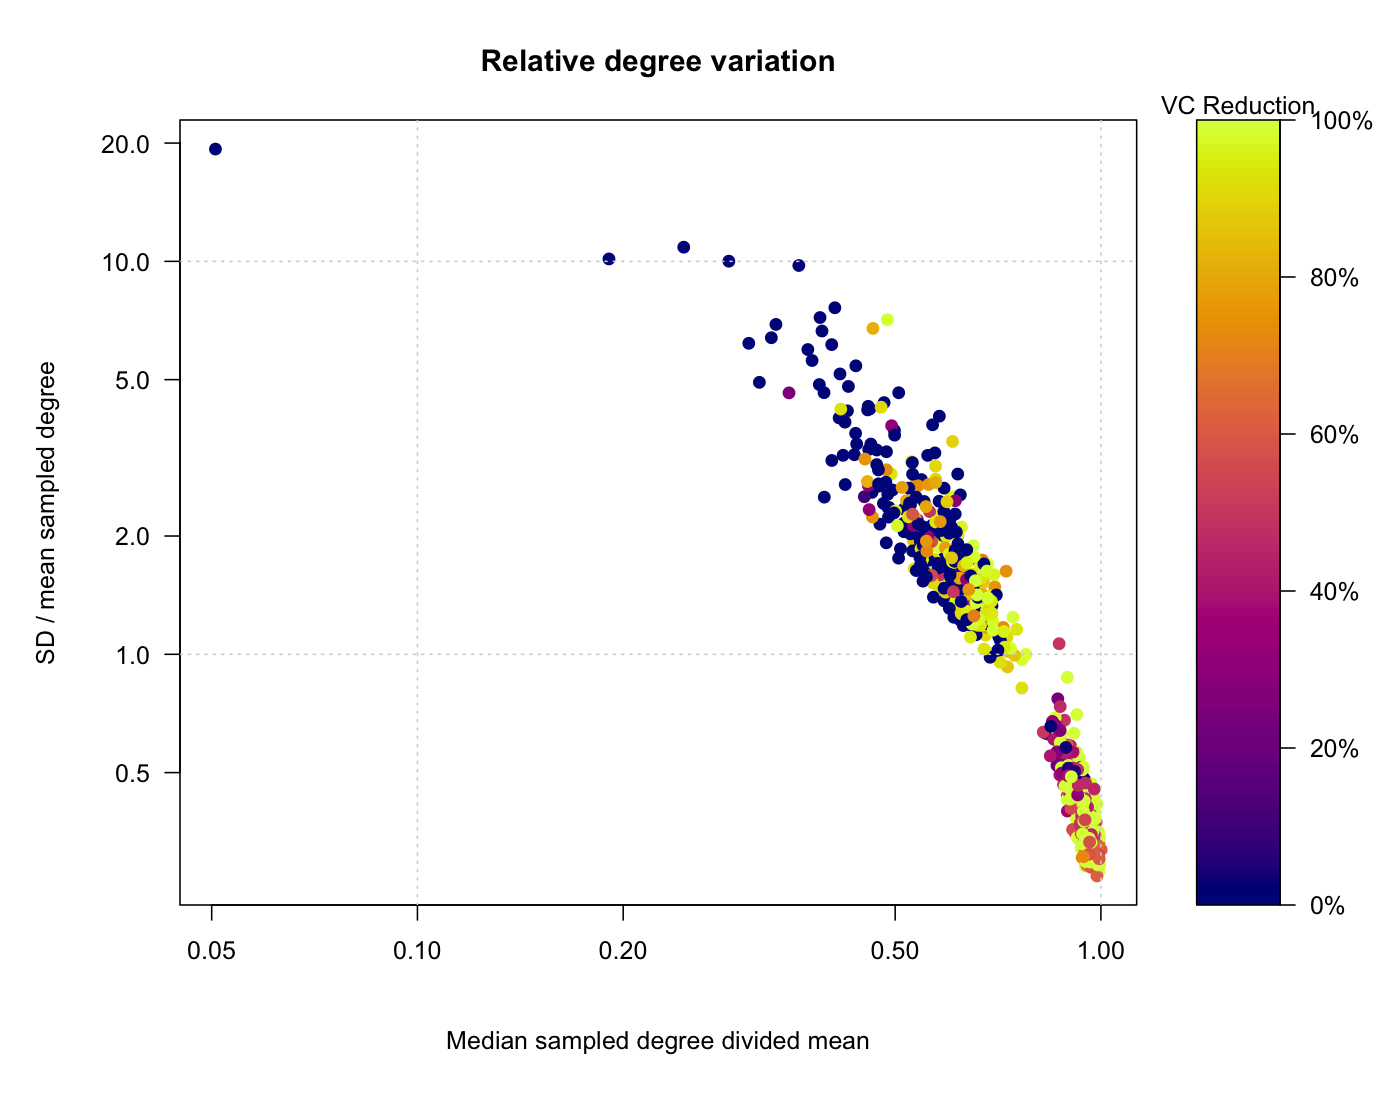 Relative degree variation
VC Reduction
100%
80%
60%
40%
20%
0%
20.0
10.0
5.0
2.0
1.0
0.5
SD / mean sampled degree
0.05 0.10 0.20 0.50 1.00
Median sampled degree divided mean